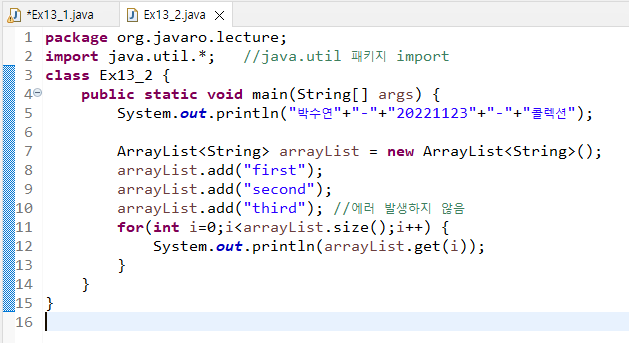 *Ex13_1.java
Ex13_2.java
1 package org.javaro.lecture;
2 import java.util.*;   //java.util 패키지 import
3 class Ex13_2 {
4     public static void main(String[] args) {
5         System.out.println("박수연"+"-"+"20221123"+"-"+"콜렉션");
6
7         ArrayList<String> arrayList = new ArrayList<String>();
8         arrayList.add("first");
9         arrayList.add("second");
10         arrayList.add("third"); //에러 발생하지 않음
11         for(int i=0;i<arrayList.size();i++) {
12             System.out.println(arrayList.get(i));
13         }
14     }
15 }
16